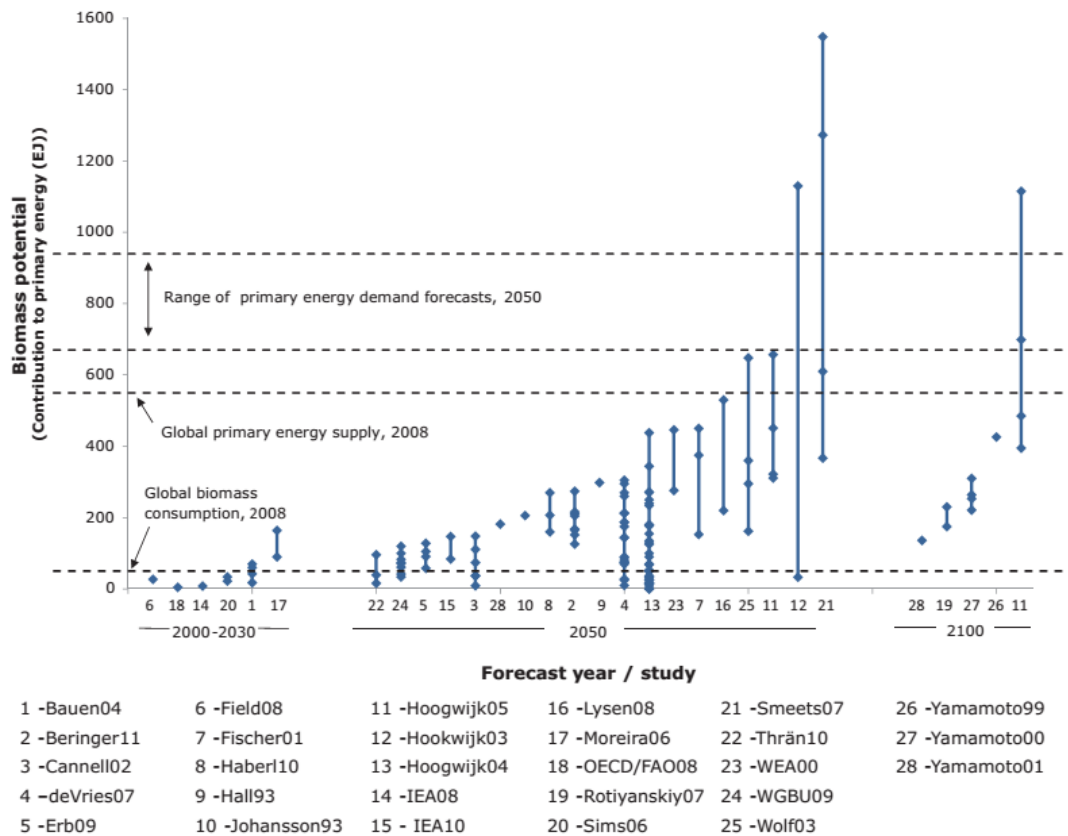 1600
1400
1200
1000
800
600
400
200
0
Biomass potential
(Contribution to primary energy (EJ))
Range of primary energy demand forecasts, 2050
Global primary energy supply, 2008
Global biomass
consumption, 2008
6 18 14 20 1 17 22 24 5 15 3 28 10 8 2 9 4 13 23 7 16 25 11 12 21 28 19 27 26 11
2000-2030 2050 2100
Forecast year / study
1 -Bauen04 6 -Field08 11 -Hoogwijk05 16 -Lysen08 21 -Smeets07 26 -Yamamoto99
2 -Beringer11 7 -Fischer01 12 -Hookwijk03 17 -Moreira06 22 -Thrän10 27 -Yamamoto00
3 -Cannell02 8 -Haberl10 13 -Hoogwijk04 18 -OECD/FAO08 23 -WEA00 28 -Yamamoto01
4 -deVries07 9 -Hall93 14 -IEA08 19 -Rotiyanskiy07 24 -WGBU09
5 -Erb09 10 -Johansson93 15 - IEA10 20 -Sims06 25 -Wolf03